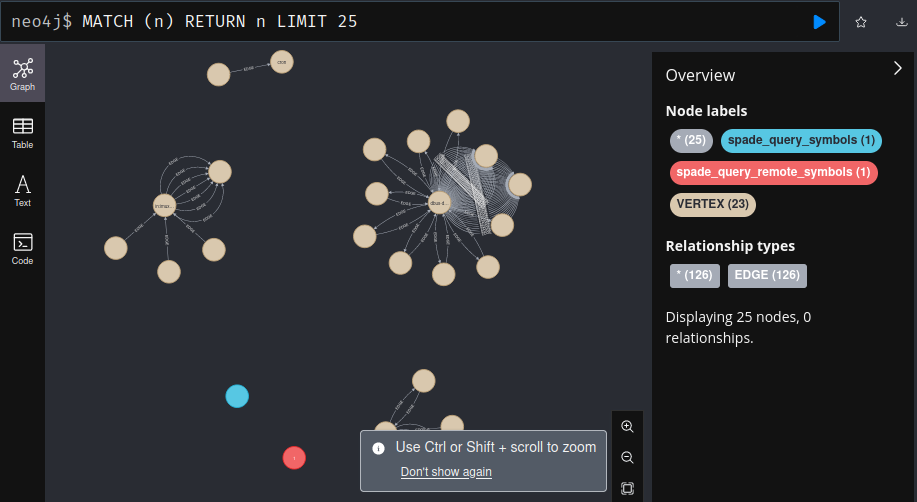 neo4j$ MATCH (n) RETURN n LIMIT 25
Graph
Table
Text
Code
cron
dbus-d...
Overview
Node labels
* (25)
spade_query_symbols (1)
spade_query_remote_symbols (1)
VERTEX (23)
Relationship types
* (126)
EDGE (126)
Displaying 25 nodes, 0
relationships.
Use Ctrl or Shift + scroll to zoom
Don't show again